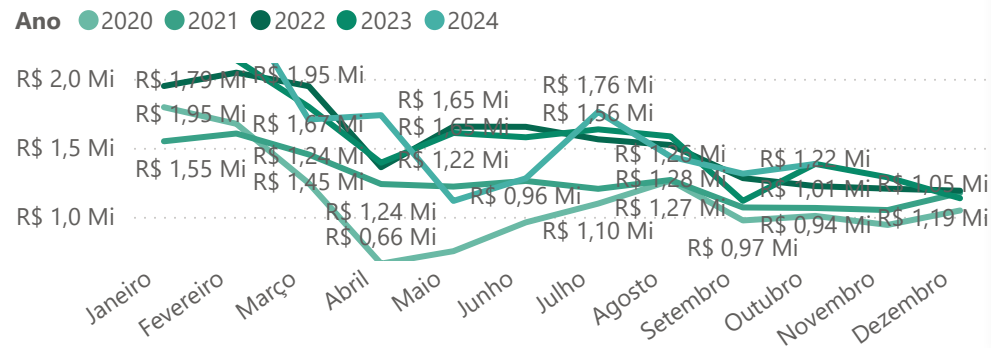 Ano 2020 2021 2022 2023 2024
R$ 2,0 Mi
R$ 1,5 Mi
R$ 1,0 Mi
R$ 1,79 Mi
R$ 1,95 Mi
R$ 1,55 Mi
R$ 1,95 Mi
R$ 1,67 Mi
R$ 1,24 Mi
R$ 1,45 Mi
R$ 1,24 Mi
R$ 0,66 Mi
R$ 1,65 Mi
R$ 1,65 Mi
R$ 1,22 Mi
R$ 0,96 Mi
R$ 1,76 Mi
R$ 1,56 Mi
R$ 1,10 Mi
R$ 1,26 Mi
R$ 1,28 Mi
R$ 1,27 Mi
R$ 0,97 Mi
R$ 1,22 Mi
R$ 1,01 Mi
R$ 0,94 Mi
R$ 1,05 Mi
R$ 1,19 Mi
Janeiro
Fevereiro
Março
Abril
Maio
Junho
Julho
Agosto
Setembro
Outubro
Novembro
Dezembro